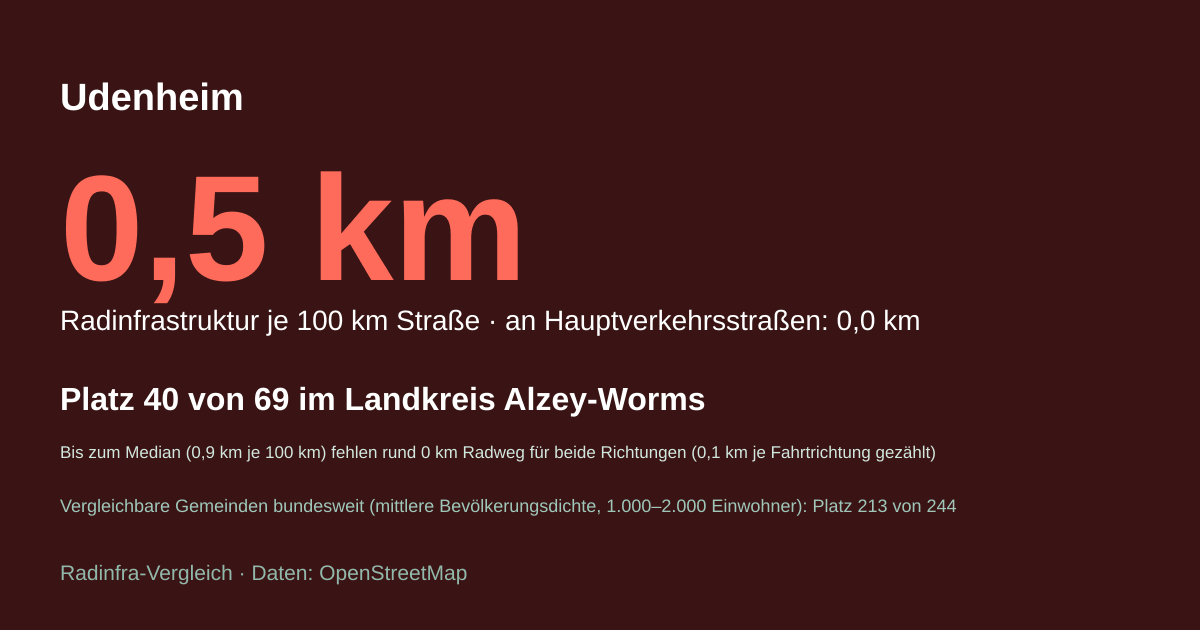 Udenheim
0,5 km
Radinfrastruktur je 100 km Straße · an Hauptverkehrsstraßen: 0,0 km
Platz 40 von 69 im Landkreis Alzey-Worms
Bis zum Median (0,9 km je 100 km) fehlen rund 0 km Radweg für beide Richtungen (0,1 km je Fahrtrichtung gezählt)
Vergleichbare Gemeinden bundesweit (mittlere Bevölkerungsdichte, 1.000–2.000 Einwohner): Platz 213 von 244
Radinfra-Vergleich · Daten: OpenStreetMap